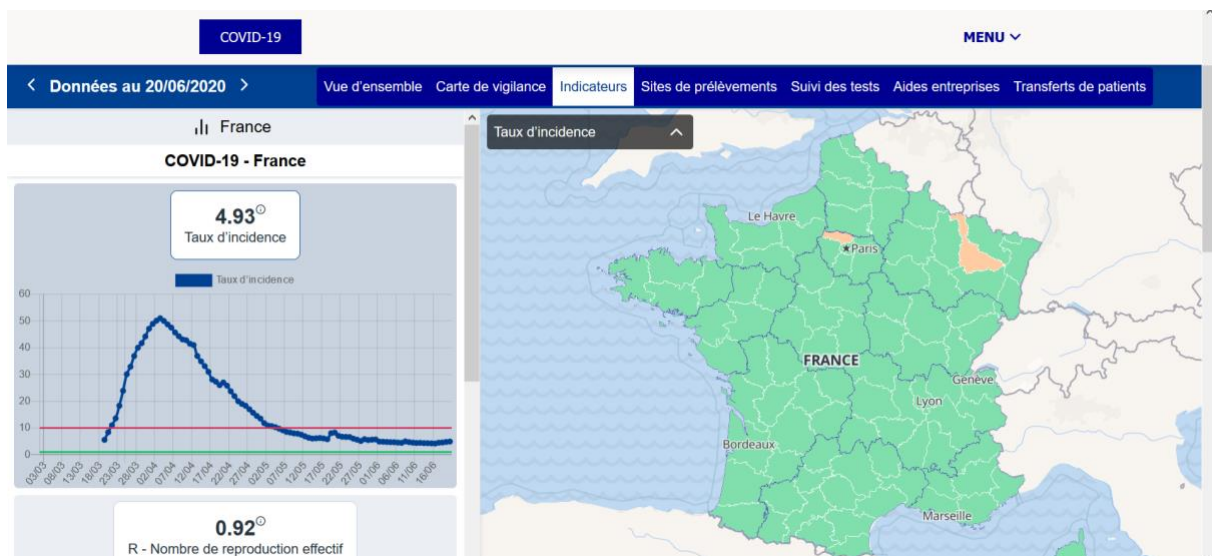 COVID-19
MENU
Données au 20/06/2020
Vue d'ensemble Carte de vigilance Indicateurs Sites de prélèvements Suivi des tests Aides entreprises Transferts de patients
France
COVID-19 - France
4.93
Taux d'incidence
Taux d'incidence
60
50
40
30
20
10
0
03/03 08/03 13/03 18/03 23/03 28/03 02/04 07/04 12/04 17/04 22/04 27/04 02/05 07/05 12/05 17/05 22/05 27/05 01/06 06/06 11/06 16/06
0.92
R - Nombre de reproduction effectif
Taux d'incidence
Le Havre
Paris
FRANCE
Genève
Lyon
Bordeaux
Marseille